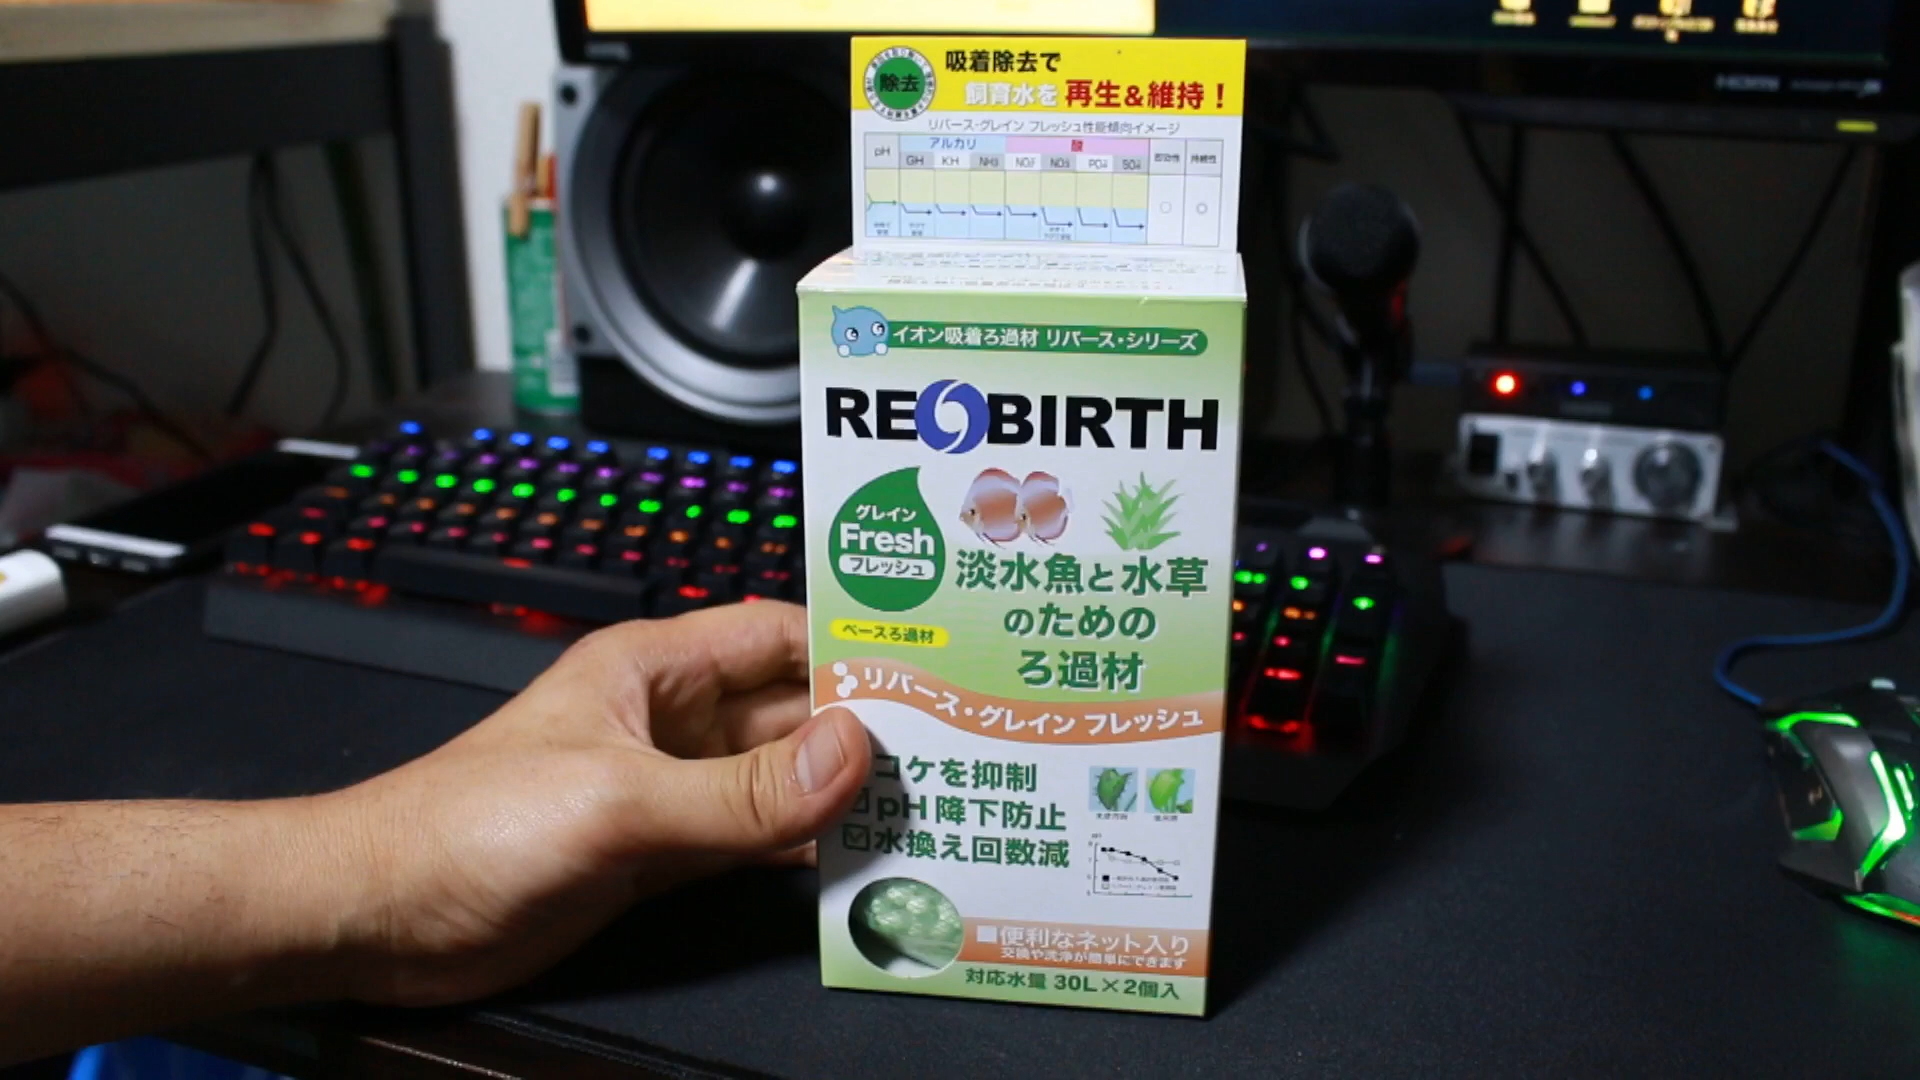 除去
吸着除去で
飼育水を 再生&維持！
リバース・グレイン フレッシュ性能傾向イメージ
pH アルカリ 酸 即効性 持続性
GH KH
イオン吸着ろ過材 リバース・シリーズ
REBIRTH
グレイン
Fresh
フレッシュ
淡水魚と水草
のための
ろ過材
ベースろ過材
リバース・グレイン フレッシュ
コケを抑制
pH降下防止
水換え回数減
便利なネット入り
交換や洗浄が簡単にできます
対応水量 30L×2個入